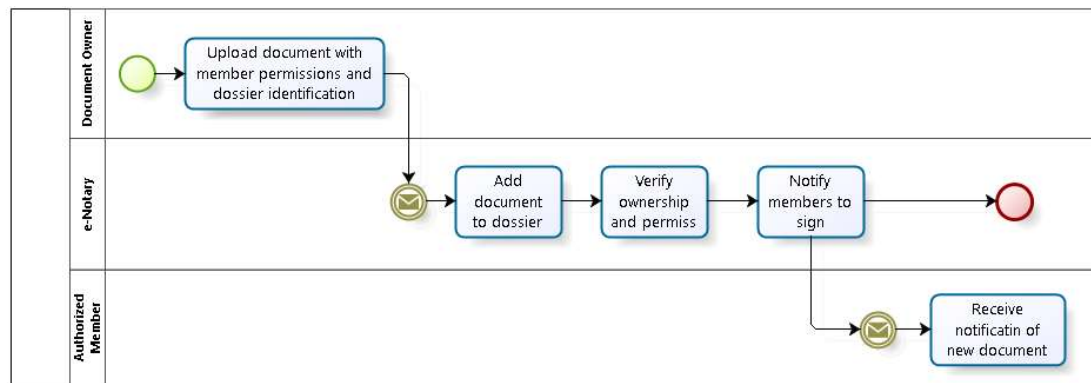 Document Owner
Upload document with
member permissions and
dossier identification
e-Notary
Add
document
to dossier
Verify
ownership
and permiss
Notify
members to
sign
Authorized
Member
Receive
notificatin of
new document